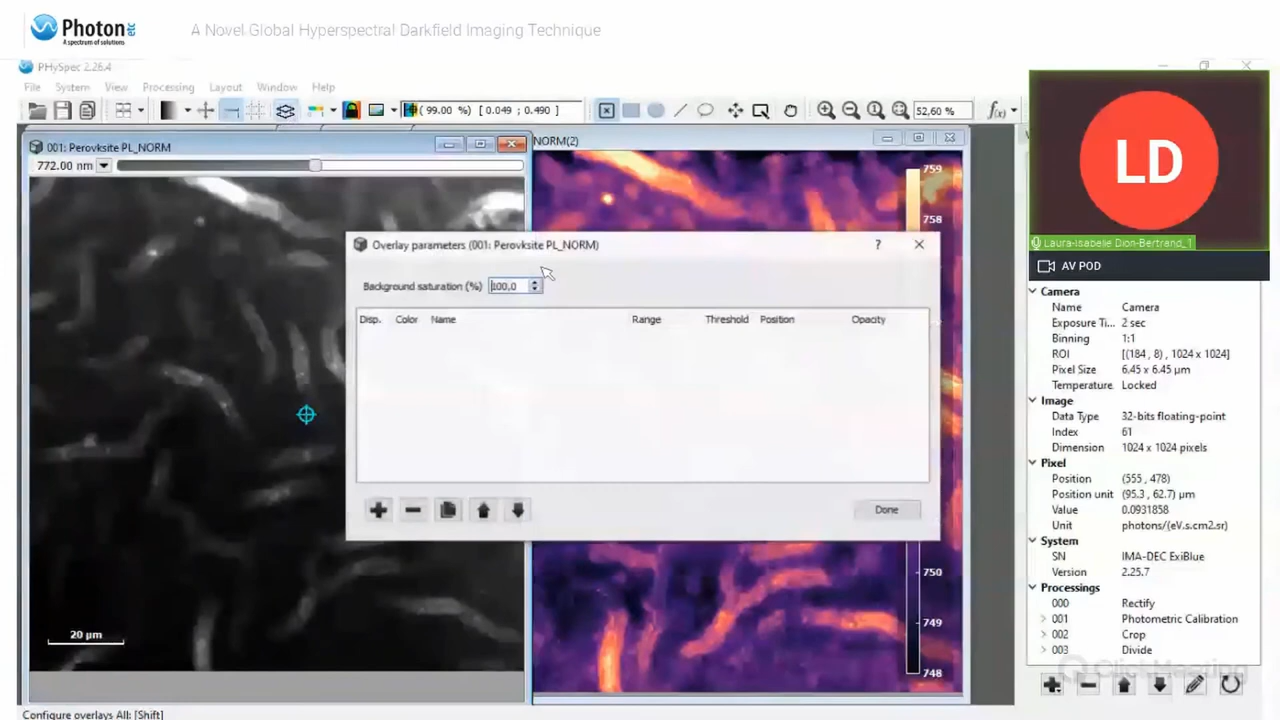 Photon etc
A spectrum of solutions
A Novel Global Hyperspectral Darkfield Imaging Technique
PHySpec 2.26.4
File System View Processing Layout Window Help
( 99.00 %) [ 0.049 ; 0.490 ]
52,60 %
f(x)
001: Perovksite PL_NORM
NORM(2)
772.00 nm
759
758
Overlay parameters (001: Perovksite PL_NORM)
?
Background saturation (%) 100,0
Disp. Color Name Range Threshold Position Opacity
Done
750
749
748
20 µm
LD
Laura-Isabelle Dion-Bertrand_1
AV POD
Camera
Name Camera
Exposure Ti... 2 sec
Binning 1:1
ROI [(184 , 8) , 1024 x 1024]
Pixel Size 6.45 x 6.45 µm
Temperature Locked
Image
Data Type 32-bits floating-point
Index 61
Dimension 1024 x 1024 pixels
Pixel
Position (555 , 478)
Position unit (95.3 , 62.7) µm
Value 0.0931858
Unit photons/(eV.s.cm2.sr)
System
SN IMA-DEC ExiBlue
Version 2.25.7
Processings
000 Rectify
001 Photometric Calibration
002 Crop
003 Divide
ClickMeeting
Configure overlays All: [Shift]